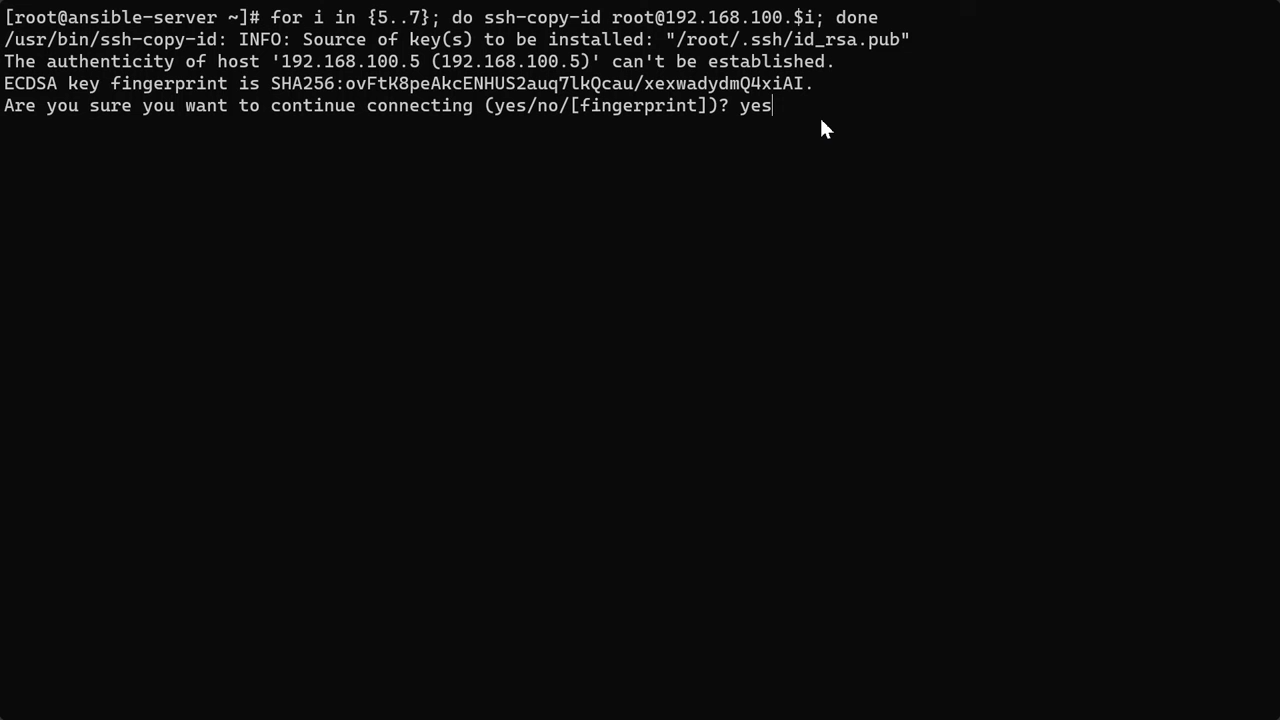 [root@ansible-server ~]# for i in {5..7}; do ssh-copy-id root@192.168.100.$i; done
/usr/bin/ssh-copy-id: INFO: Source of key(s) to be installed: "/root/.ssh/id_rsa.pub"
The authenticity of host '192.168.100.5 (192.168.100.5)' can't be established.
ECDSA key fingerprint is SHA256:ovFtK8peAkcENHUS2auq7lkQcau/xexwadydmQ4xiAI.
Are you sure you want to continue connecting (yes/no/[fingerprint])? yes